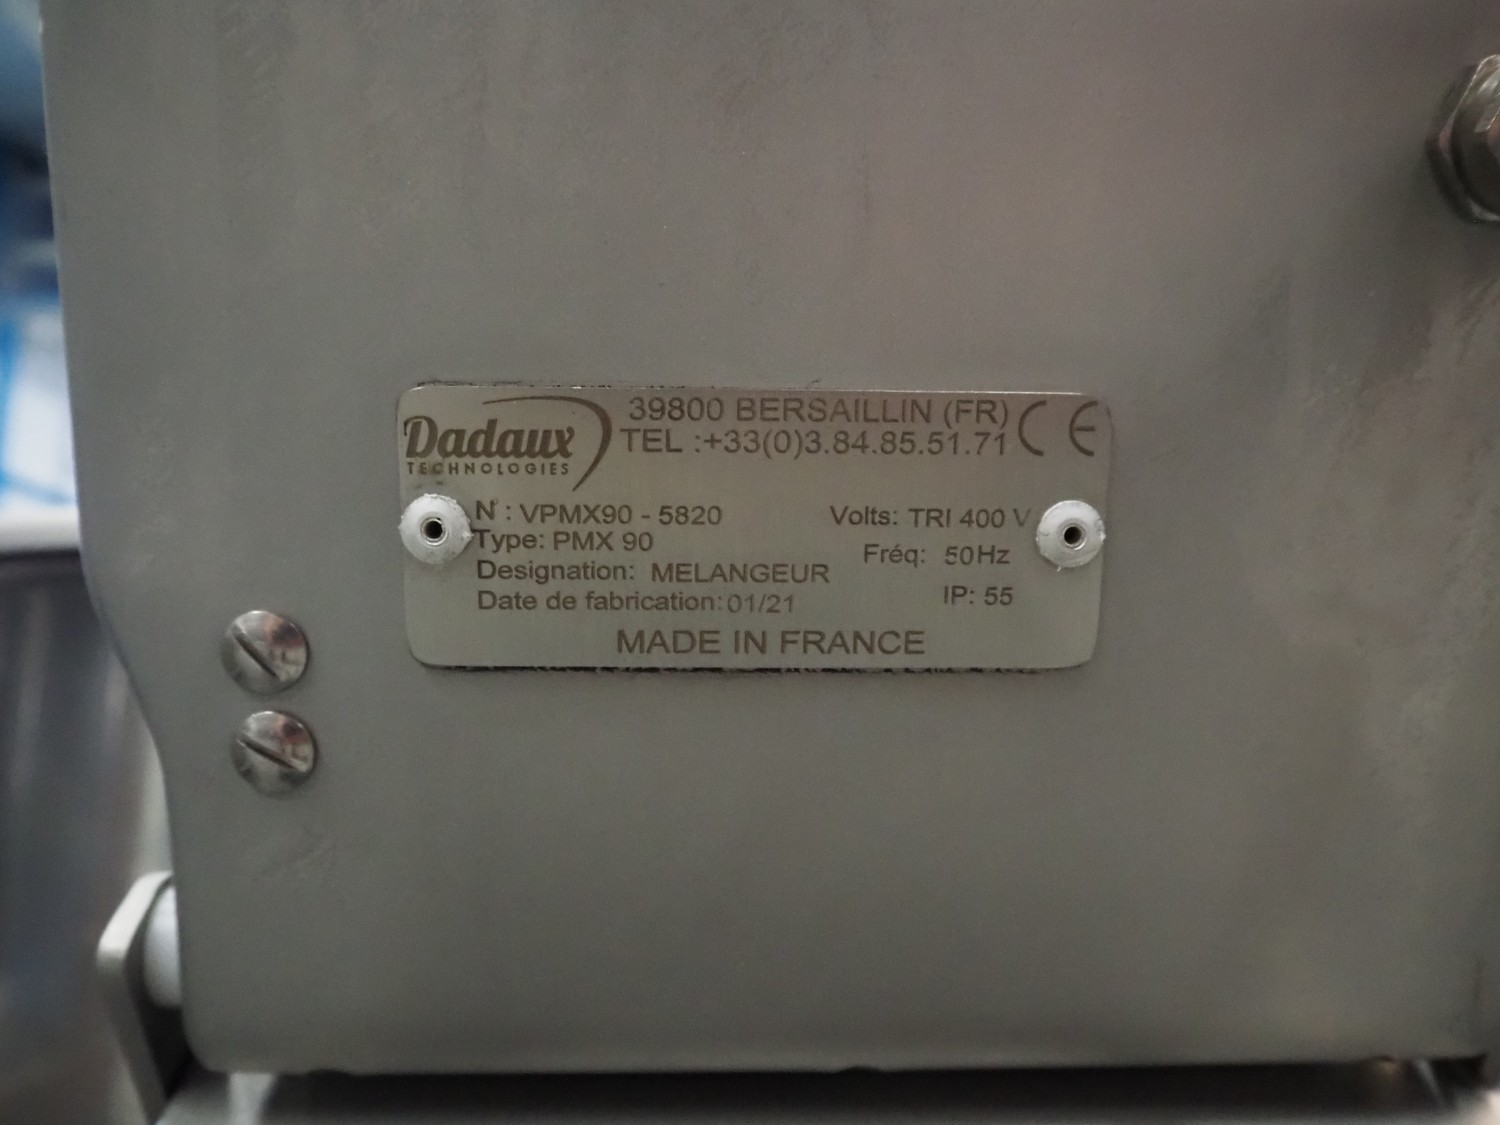 Dadaux
TECHNOLOGIES
39800 BERSAILLIN (FR)
TEL :+33(0)3.84.85.51.71
CE
N° : VPMX90 - 5820
Type: PMX 90
Designation: MELANGEUR
Date de fabrication: 01/21
Volts: TRI 400 V
Fréq: 50Hz
IP: 55
MADE IN FRANCE